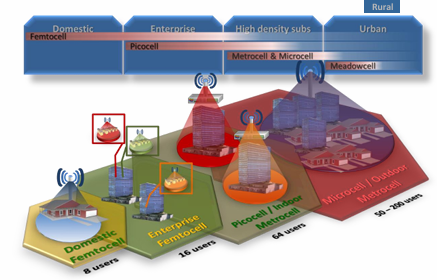 Rural
Domestic
Enterprise
High density subs
Urban
Femtocell
Picocell
Metrocell & Microcell
Meadowcell
Domestic
Femtocell
8 users
Enterprise
Femtocell
16 users
Picocell / Indoor
Metrocell
64 users
Microcell / Outdoor
Metrocell
50 – 200 users